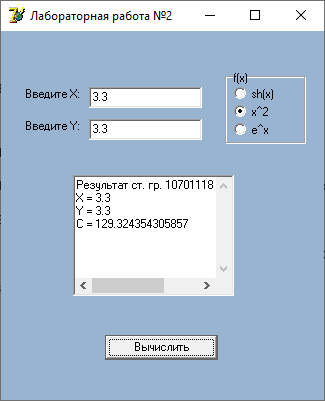 Лабораторная работа №2
f(x)
Введите X: 3.3
sh(x)
x^2
Введите Y: 3.3
e^x
Результат ст. гр. 10701118
X = 3.3
Y = 3.3
C = 129.324354305857
Вычислить